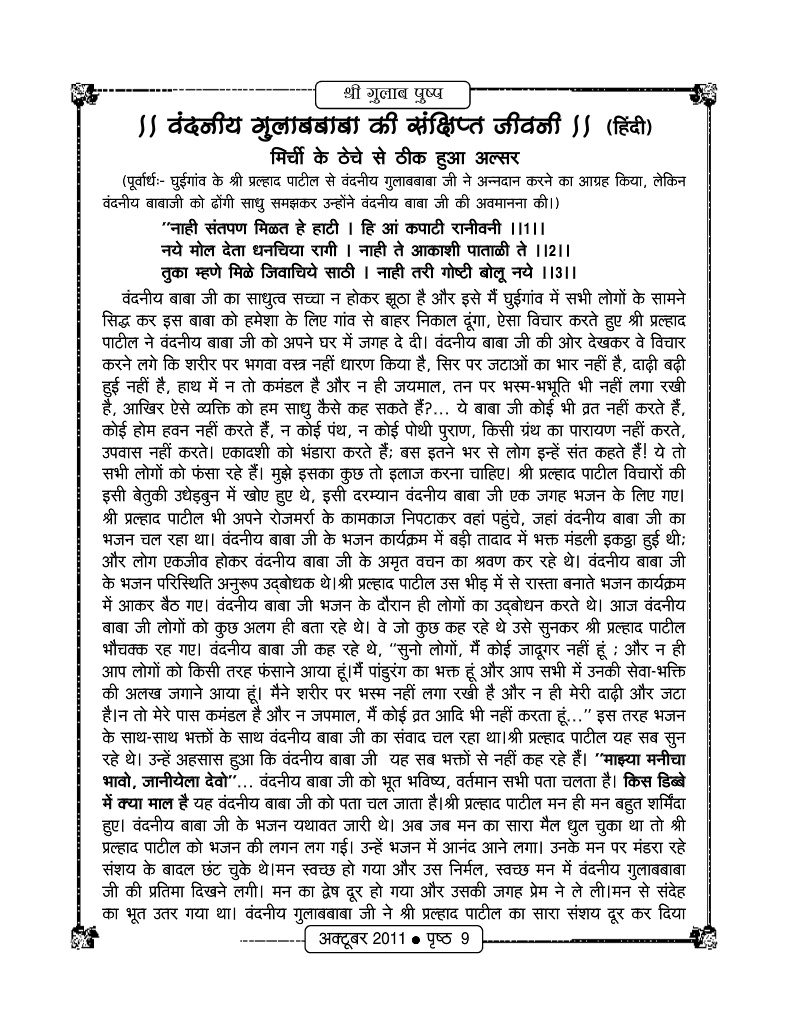 श्री गुलाब पुष्प
।। वंदनीय गुलाबबाबा की संक्षिप्त जीवनी ।। (हिंदी)
मिर्ची के ठेचे से ठीक हुआ अल्सर
(पूर्वार्धः- घुईगांव के श्री प्रल्हाद पाटील से वंदनीय गुलाबबाबा जी ने अन्नदान करने का आग्रह किया, लेकिन
वंदनीय बाबाजी को ढोंगी साधु समझकर उन्होंने वंदनीय बाबा जी की अवमानना की।)
"नाही संतपण मिळत हे हाटी । हि आं कपाटी रानीवनी ।।1।।
नये मोल देता धनचिया रागी । नाही ते आकाशी पाताळी ते ।।2।।
तुका म्हणे मिळे जिवाचिये साठी । नाही तरी गोष्टी बोलू नये ।।3।।
वंदनीय बाबा जी का साधुत्व सच्चा न होकर झूठा है और इसे मैं घुईगांव में सभी लोगों के सामने
सिद्ध कर इस बाबा को हमेशा के लिए गांव से बाहर निकाल दूंगा, ऐसा विचार करते हुए श्री प्रल्हाद
पाटील ने वंदनीय बाबा जी को अपने घर में जगह दे दी। वंदनीय बाबा जी की ओर देखकर वे विचार
करने लगे कि शरीर पर भगवा वस्त्र नहीं धारण किया है, सिर पर जटाओं का भार नहीं है, दाढ़ी बढ़ी
हुई नहीं है, हाथ में न तो कमंडल है और न ही जयमाल, तन पर भस्म-भभूति भी नहीं लगा रखी
है, आखिर ऐसे व्यक्ति को हम साधु कैसे कह सकते हैं?... ये बाबा जी कोई भी व्रत नहीं करते हैं,
कोई होम हवन नहीं करते हैं, न कोई पंथ, न कोई पोथी पुराण, किसी ग्रंथ का पारायण नहीं करते,
उपवास नहीं करते। एकादशी को भंडारा करते हैं; बस इतने भर से लोग इन्हें संत कहते हैं! ये तो
सभी लोगों को फंसा रहे हैं। मुझे इसका कुछ तो इलाज करना चाहिए। श्री प्रल्हाद पाटील विचारों की
इसी बेतुकी उधेड़बुन में खोए हुए थे, इसी दरम्यान वंदनीय बाबा जी एक जगह भजन के लिए गए।
श्री प्रल्हाद पाटील भी अपने रोजमर्रा के कामकाज निपटाकर वहां पहुंचे, जहां वंदनीय बाबा जी का
भजन चल रहा था। वंदनीय बाबा जी के भजन कार्यक्रम में बड़ी तादाद में भक्त मंडली इकट्ठा हुई थी;
और लोग एकजीव होकर वंदनीय बाबा जी के अमृत वचन का श्रवण कर रहे थे। वंदनीय बाबा जी
के भजन परिस्थिति अनुरूप उद्‌बोधक थे।श्री प्रल्हाद पाटील उस भीड़ में से रास्ता बनाते भजन कार्यक्रम
में आकर बैठ गए। वंदनीय बाबा जी भजन के दौरान ही लोगों का उद्‌बोधन करते थे। आज वंदनीय
बाबा जी लोगों को कुछ अलग ही बता रहे थे। वे जो कुछ कह रहे थे उसे सुनकर श्री प्रल्हाद पाटील
भौचक्क रह गए। वंदनीय बाबा जी कह रहे थे, "सुनो लोगों, मैं कोई जादूगर नहीं हूं ; और न ही
आप लोगों को किसी तरह फंसाने आया हूं।मैं पांडुरंग का भक्त हूं और आप सभी में उनकी सेवा-भक्ति
की अलख जगाने आया हूं। मैने शरीर पर भस्म नहीं लगा रखी है और न ही मेरी दाढ़ी और जटा
है।न तो मेरे पास कमंडल है और न जपमाल, मैं कोई व्रत आदि भी नहीं करता हूं..." इस तरह भजन
के साथ-साथ भक्तों के साथ वंदनीय बाबा जी का संवाद चल रहा था।श्री प्रल्हाद पाटील यह सब सुन
रहे थे। उन्हें अहसास हुआ कि वंदनीय बाबा जी यह सब भक्तों से नहीं कह रहे हैं। "माझ्या मनीचा
भावो, जानीयेला देवो"... वंदनीय बाबा जी को भूत भविष्य, वर्तमान सभी पता चलता है। किस डिब्बे
में क्या माल है यह वंदनीय बाबा जी को पता चल जाता है।श्री प्रल्हाद पाटील मन ही मन बहुत शर्मिंदा
हुए। वंदनीय बाबा जी के भजन यथावत जारी थे। अब जब मन का सारा मैल धुल चुका था तो श्री
प्रल्हाद पाटील को भजन की लगन लग गई। उन्हें भजन में आनंद आने लगा। उनके मन पर मंडरा रहे
संशय के बादल छंट चुके थे।मन स्वच्छ हो गया और उस निर्मल, स्वच्छ मन में वंदनीय गुलाबबाबा
जी की प्रतिमा दिखने लगी। मन का द्वेष दूर हो गया और उसकी जगह प्रेम ने ले ली।मन से संदेह
का भूत उतर गया था। वंदनीय गुलाबबाबा जी ने श्री प्रल्हाद पाटील का सारा संशय दूर कर दिया
अक्टूबर 2011 ● पृष्ठ 9